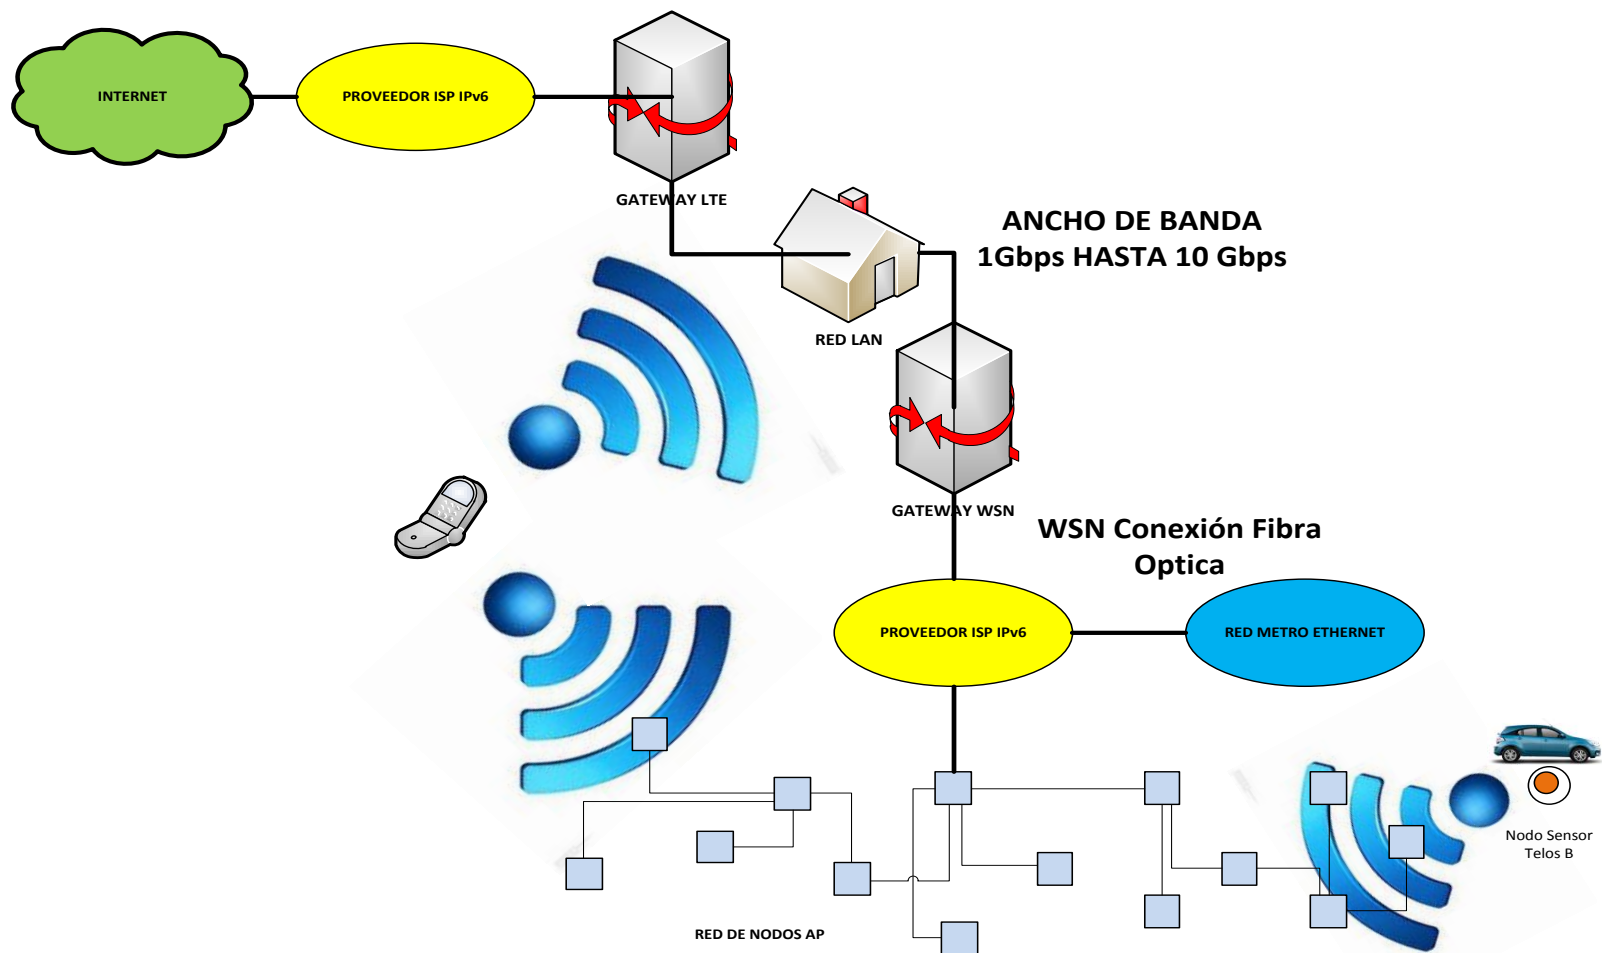 INTERNET
PROVEEDOR ISP IPv6
GATEWAY LTE
ANCHO DE BANDA
1Gbps HASTA 10 Gbps
RED LAN
GATEWAY WSN
WSN Conexión Fibra
Optica
PROVEEDOR ISP IPv6
RED METRO ETHERNET
Nodo Sensor
Telos B
RED DE NODOS AP